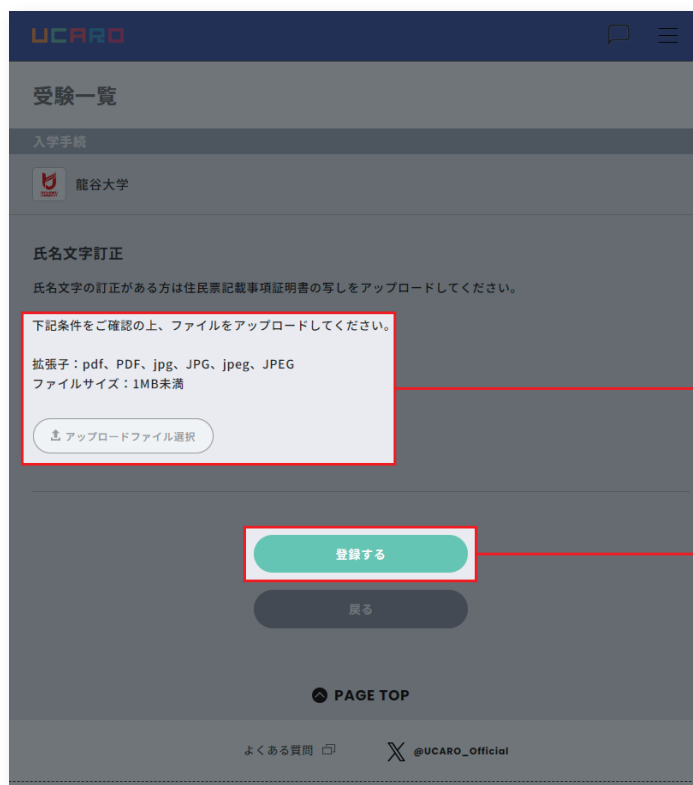 UCARO
受験一覧
入学手続
龍谷大学
氏名文字訂正
氏名文字の訂正がある方は住民票記載事項証明書の写しをアップロードしてください。
下記条件をご確認の上、ファイルをアップロードしてください。
拡張子：pdf、PDF、jpg、JPG、jpeg、JPEG
ファイルサイズ：1MB未満
アップロードファイル選択
登録する
戻る
PAGE TOP
よくある質問
@UCARO_Official